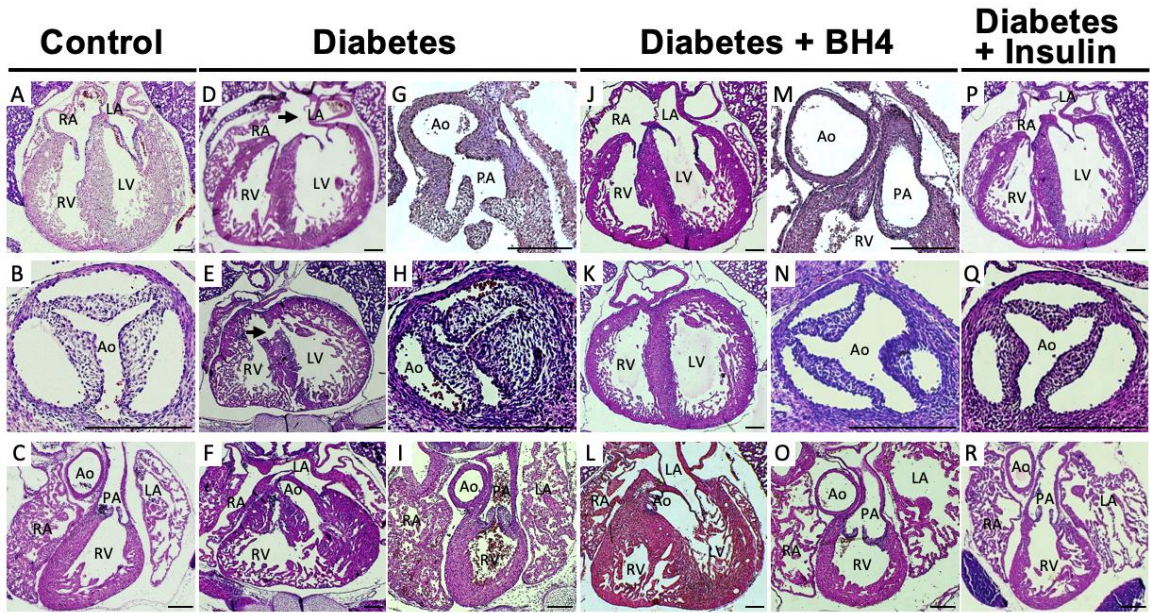 Control
Diabetes
Diabetes + BH4
Diabetes
+ Insulin
A
LA
RA
RV
LV
D
LA
RA
RV
LV
G
Ao
PA
J
RA
LA
RV
LV
M
Ao
PA
RV
P
LA
RA
RV
LV
B
Ao
E
RV
LV
H
Ao
K
RV
LV
N
Ao
Q
Ao
C
Ao
PA
LA
RA
RV
F
LA
RA
Ao
RV
I
Ao
PA
LA
RA
RV
L
LA
RA
Ao
LV
RV
O
Ao
LA
PA
RA
RV
R
Ao
PA
LA
RA
RV